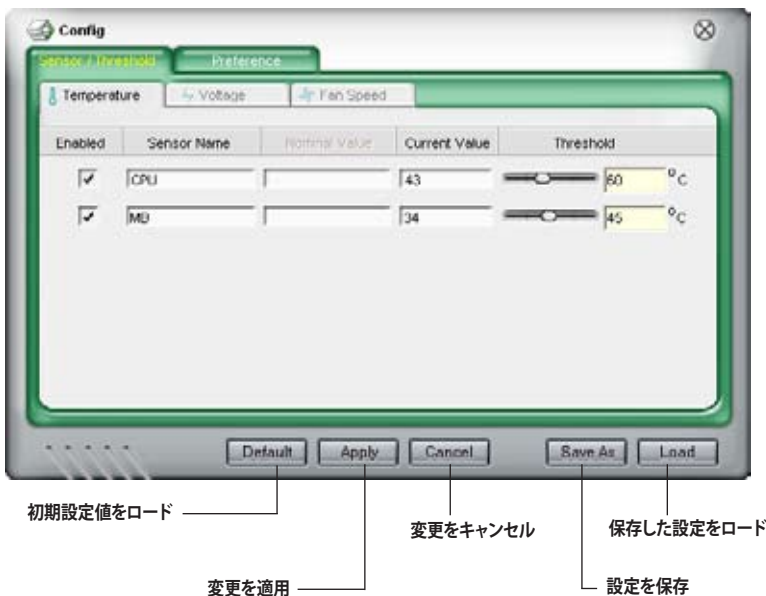 Config
Sensor / Threshold Preference
Temperature Voltage Fan Speed
Enabled Sensor Name Nominal Value Current Value Threshold
CPU 43 60 °C
MB 34 45 °C
Default Apply Cancel Save As Load
初期設定値をロード
変更をキャンセル
保存した設定をロード
変更を適用
設定を保存